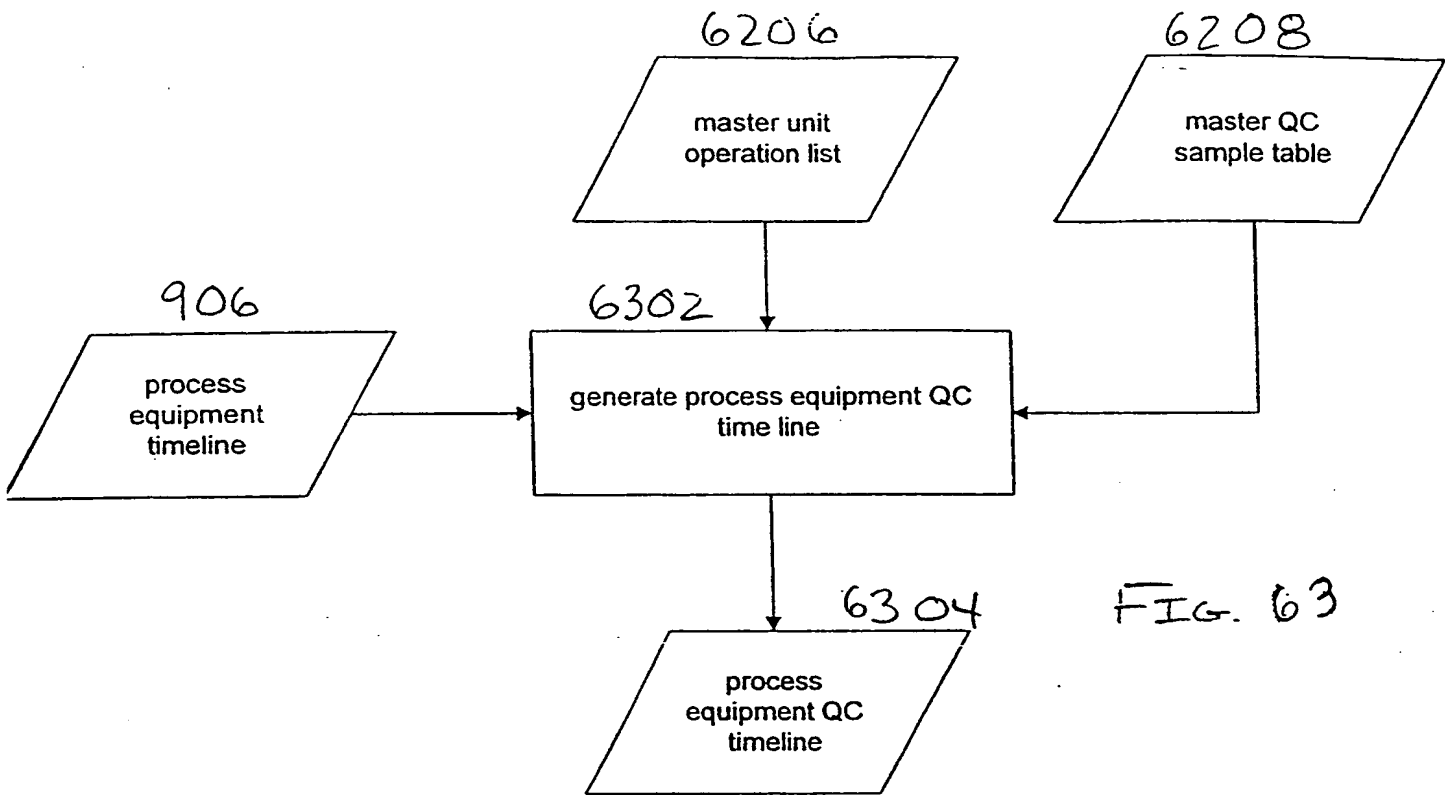 6206
6208
master unit
operation list
master QC
sample table
906
6302
process
equipment
timeline
generate process equipment QC
time line
6304
FIG. 63
process
equipment QC
timeline